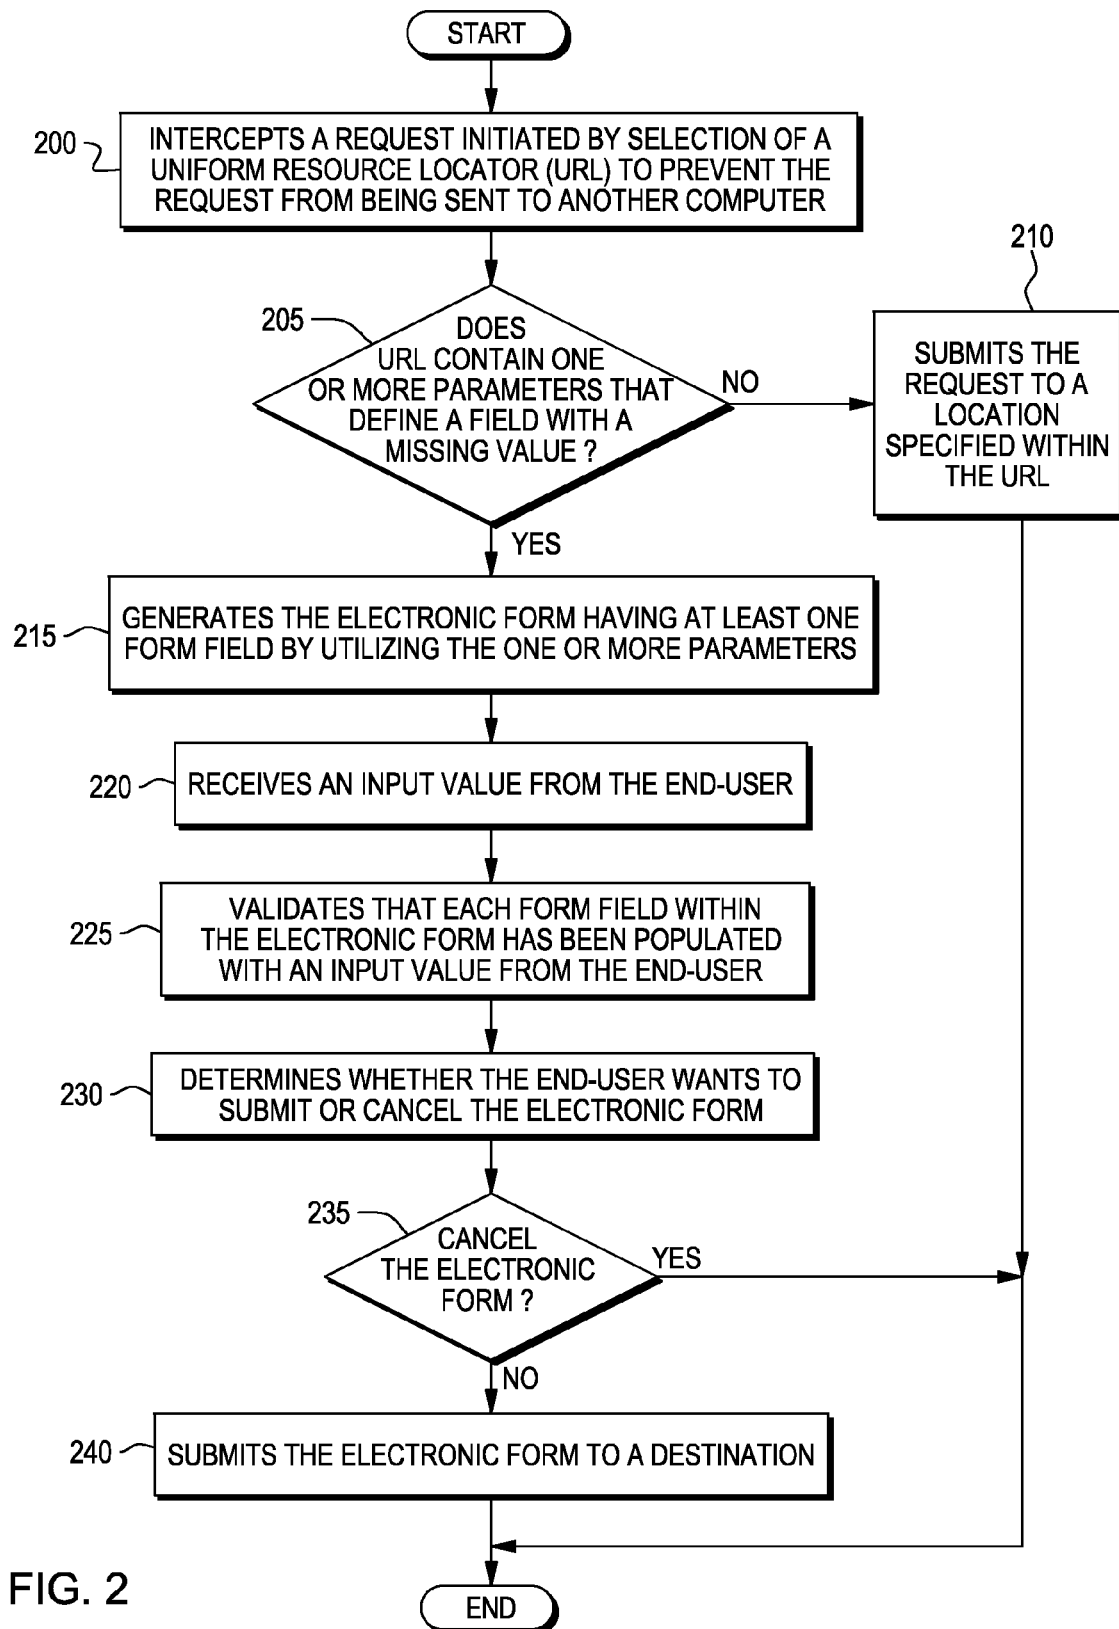 START
200
INTERCEPTS A REQUEST INITIATED BY SELECTION OF A
UNIFORM RESOURCE LOCATOR (URL) TO PREVENT THE
REQUEST FROM BEING SENT TO ANOTHER COMPUTER
205
DOES
URL CONTAIN ONE
OR MORE PARAMETERS THAT
DEFINE A FIELD WITH A
MISSING VALUE ?
NO
210
SUBMITS THE
REQUEST TO A
LOCATION
SPECIFIED WITHIN
THE URL
YES
215
GENERATES THE ELECTRONIC FORM HAVING AT LEAST ONE
FORM FIELD BY UTILIZING THE ONE OR MORE PARAMETERS
220
RECEIVES AN INPUT VALUE FROM THE END-USER
225
VALIDATES THAT EACH FORM FIELD WITHIN
THE ELECTRONIC FORM HAS BEEN POPULATED
WITH AN INPUT VALUE FROM THE END-USER
230
DETERMINES WHETHER THE END-USER WANTS TO
SUBMIT OR CANCEL THE ELECTRONIC FORM
235
CANCEL
THE ELECTRONIC
FORM ?
YES
NO
240
SUBMITS THE ELECTRONIC FORM TO A DESTINATION
END
FIG. 2